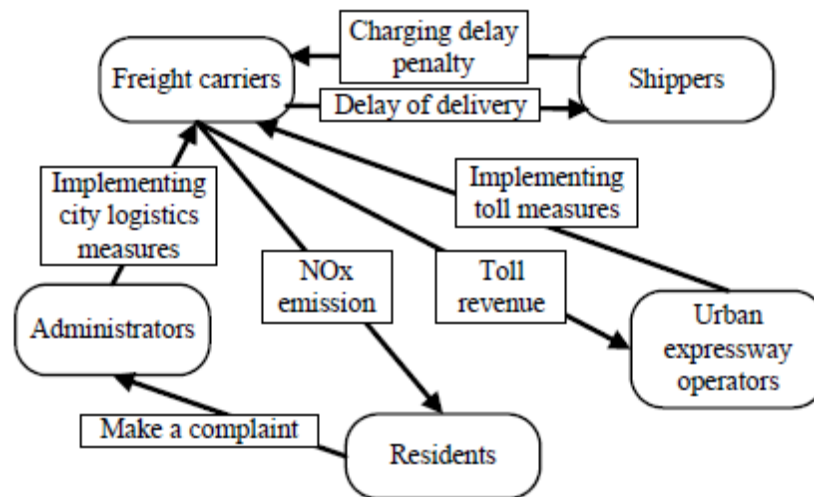 Charging delay
penalty
Freight carriers
Shippers
Delay of delivery
Implementing
city logistics
measures
Implementing
toll measures
NOx
emission
Toll
revenue
Administrators
Urban
expressway
operators
Make a complaint
Residents